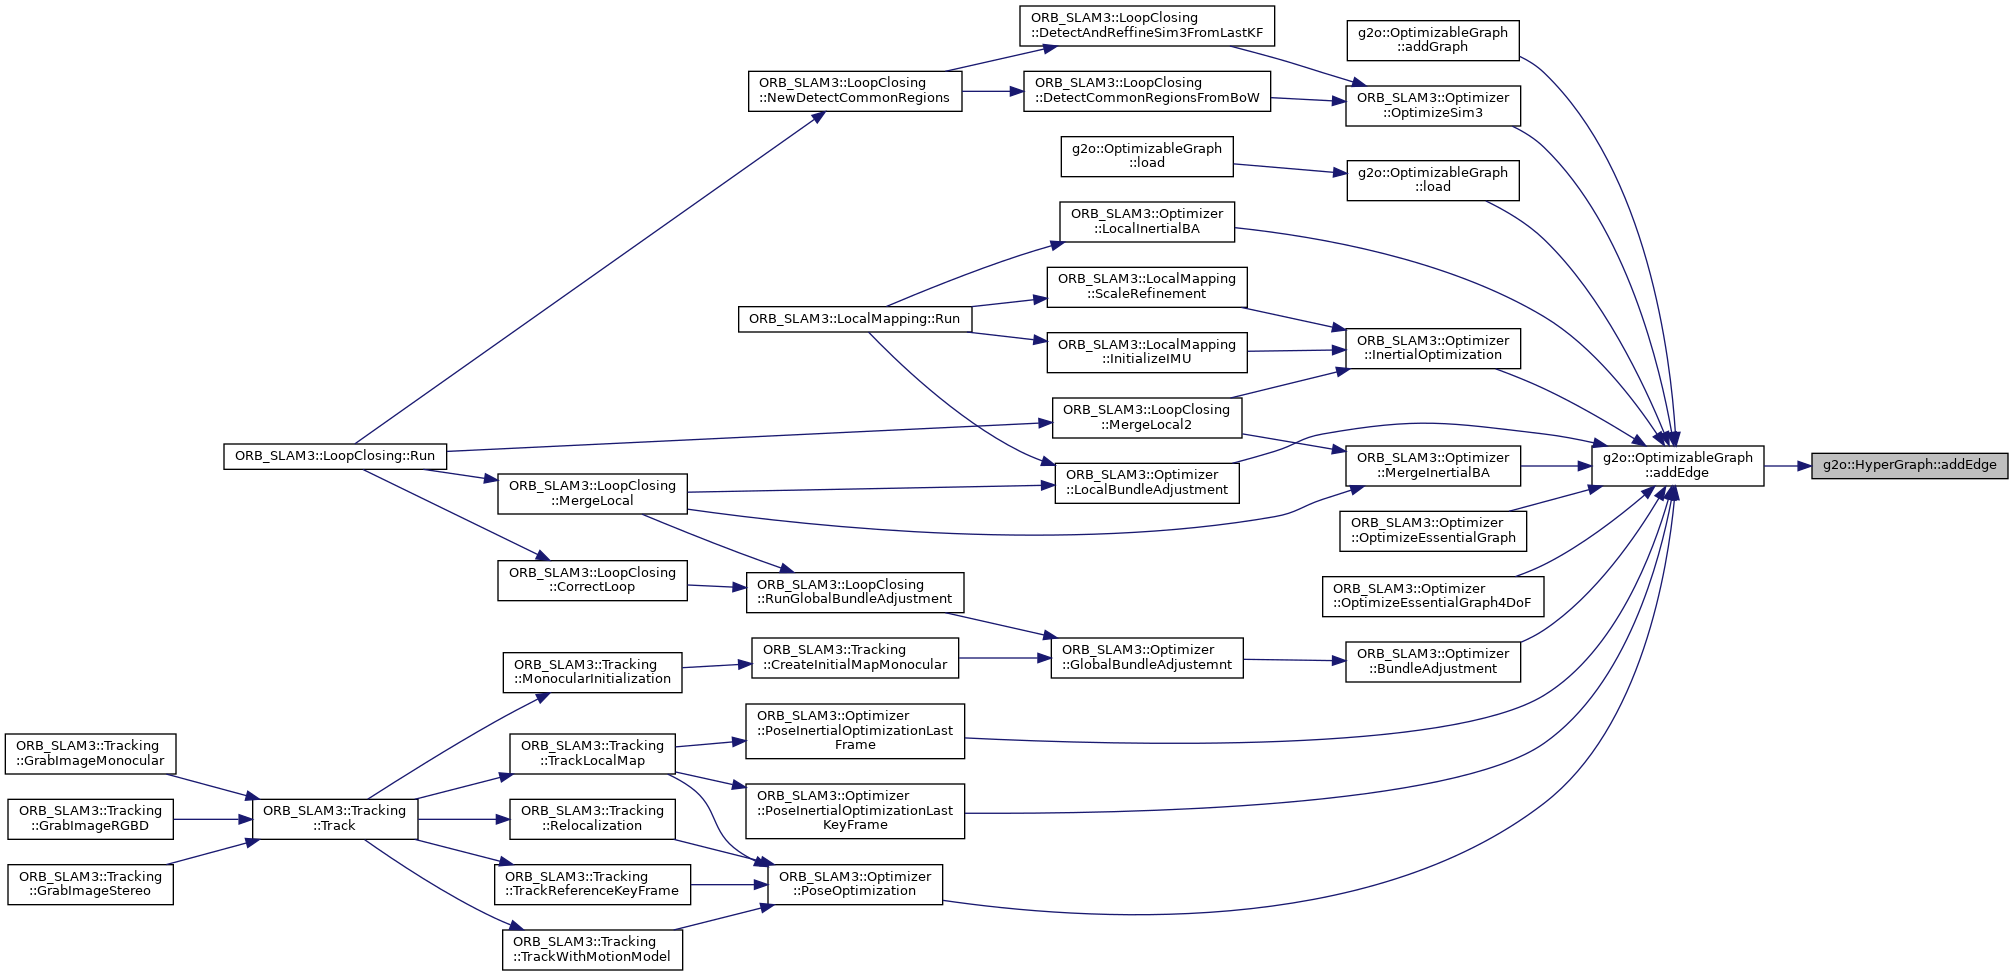 ORB_SLAM3::LoopClosing
::DetectAndReffineSim3FromLastKF
g2o::OptimizableGraph
::addGraph
ORB_SLAM3::LoopClosing
::NewDetectCommonRegions
ORB_SLAM3::LoopClosing
::DetectCommonRegionsFromBoW
ORB_SLAM3::Optimizer
::OptimizeSim3
g2o::OptimizableGraph
::load
g2o::OptimizableGraph
::load
ORB_SLAM3::Optimizer
::LocalInertialBA
ORB_SLAM3::LocalMapping
::ScaleRefinement
ORB_SLAM3::LocalMapping::Run
ORB_SLAM3::LocalMapping
::InitializeIMU
ORB_SLAM3::Optimizer
::InertialOptimization
ORB_SLAM3::LoopClosing
::MergeLocal2
ORB_SLAM3::LoopClosing::Run
ORB_SLAM3::Optimizer
::MergeInertialBA
g2o::OptimizableGraph
::addEdge
g2o::HyperGraph::addEdge
ORB_SLAM3::LoopClosing
::MergeLocal
ORB_SLAM3::Optimizer
::LocalBundleAdjustment
ORB_SLAM3::Optimizer
::OptimizeEssentialGraph
ORB_SLAM3::LoopClosing
::CorrectLoop
ORB_SLAM3::LoopClosing
::RunGlobalBundleAdjustment
ORB_SLAM3::Optimizer
::OptimizeEssentialGraph4DoF
ORB_SLAM3::Tracking
::MonocularInitialization
ORB_SLAM3::Tracking
::CreateInitialMapMonocular
ORB_SLAM3::Optimizer
::GlobalBundleAdjustemnt
ORB_SLAM3::Optimizer
::BundleAdjustment
ORB_SLAM3::Optimizer
::PoseInertialOptimizationLast
Frame
ORB_SLAM3::Tracking
::GrabImageMonocular
ORB_SLAM3::Tracking
::TrackLocalMap
ORB_SLAM3::Optimizer
::PoseInertialOptimizationLast
KeyFrame
ORB_SLAM3::Tracking
::GrabImageRGBD
ORB_SLAM3::Tracking
::Track
ORB_SLAM3::Tracking
::Relocalization
ORB_SLAM3::Tracking
::GrabImageStereo
ORB_SLAM3::Tracking
::TrackReferenceKeyFrame
ORB_SLAM3::Optimizer
::PoseOptimization
ORB_SLAM3::Tracking
::TrackWithMotionModel